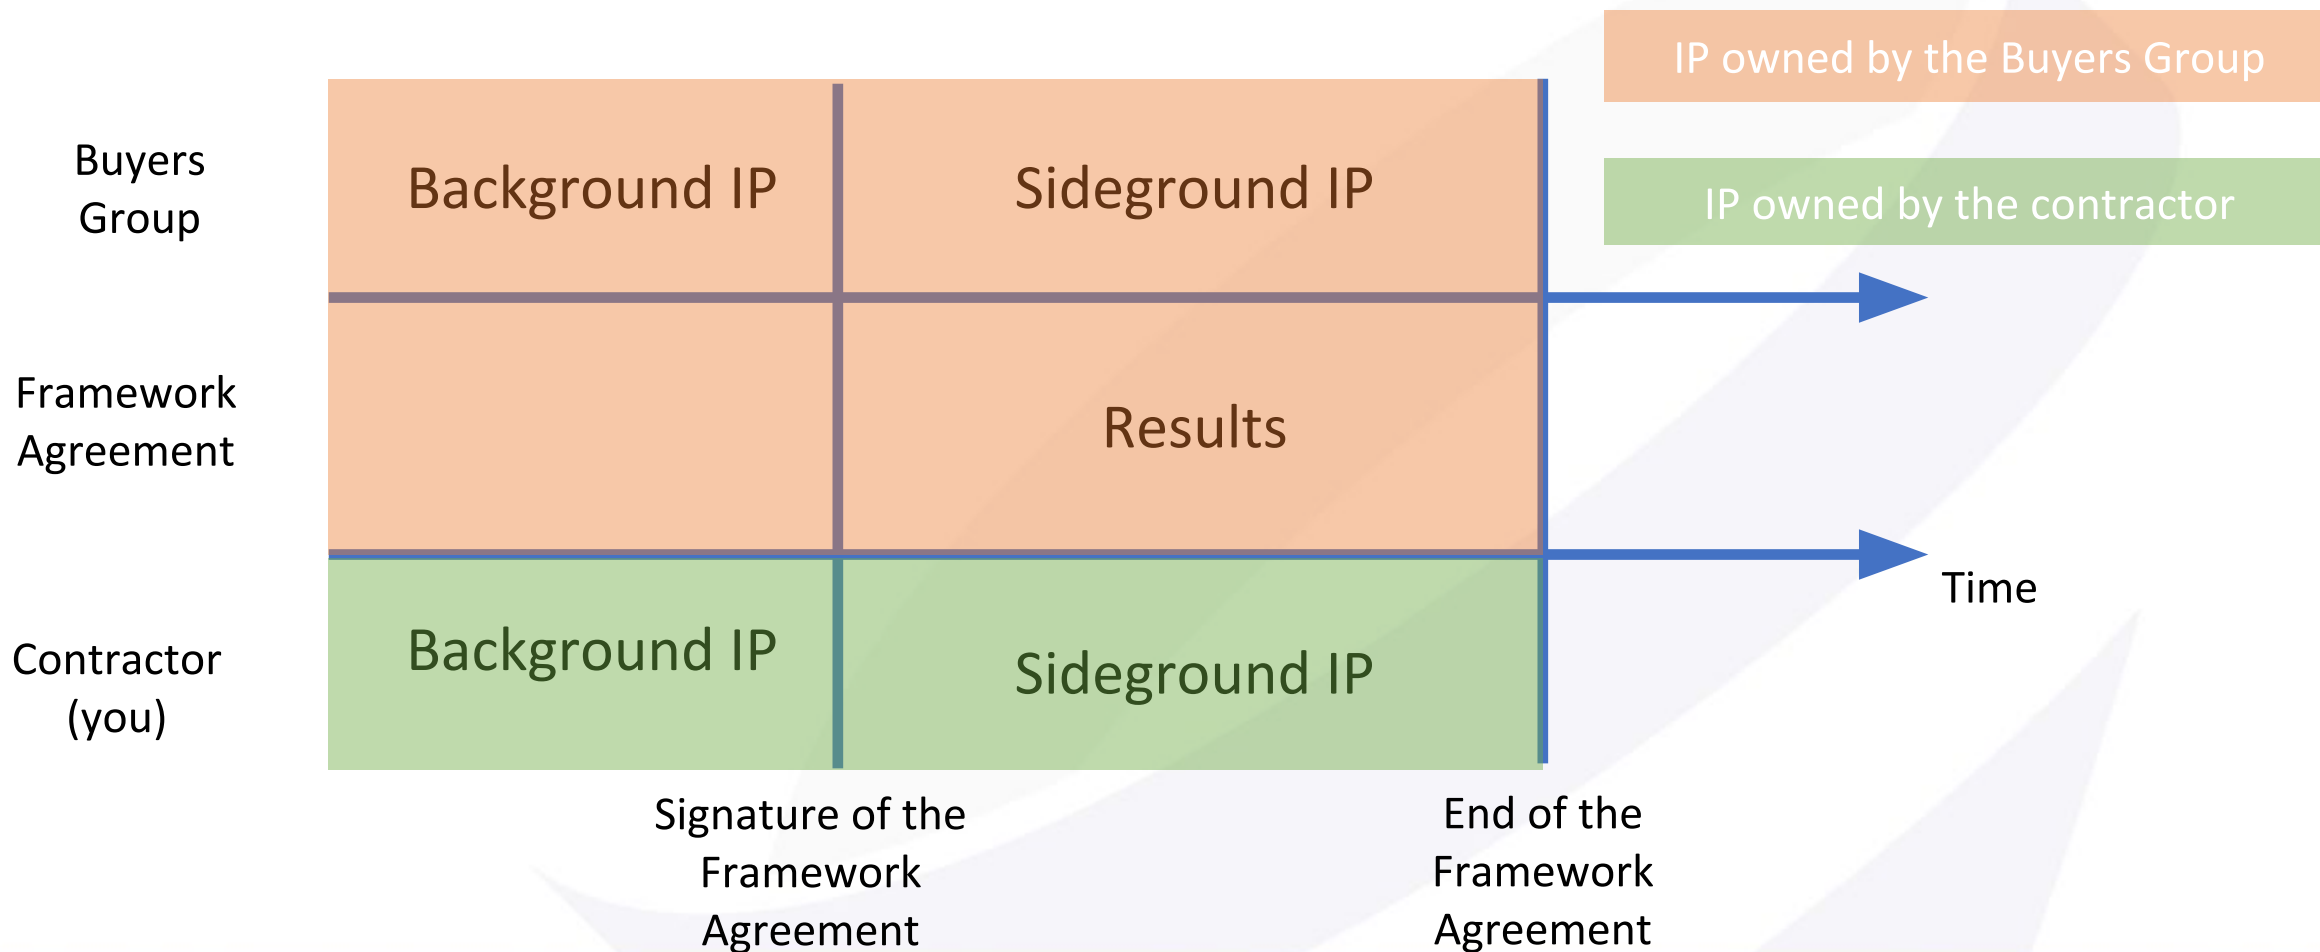 IP owned by the Buyers Group
IP owned by the contractor
Buyers
Group
Background IP
Sideground IP
Framework
Agreement
Results
Time
Contractor
(you)
Background IP
Sideground IP
Signature of the
Framework
Agreement
End of the
Framework
Agreement